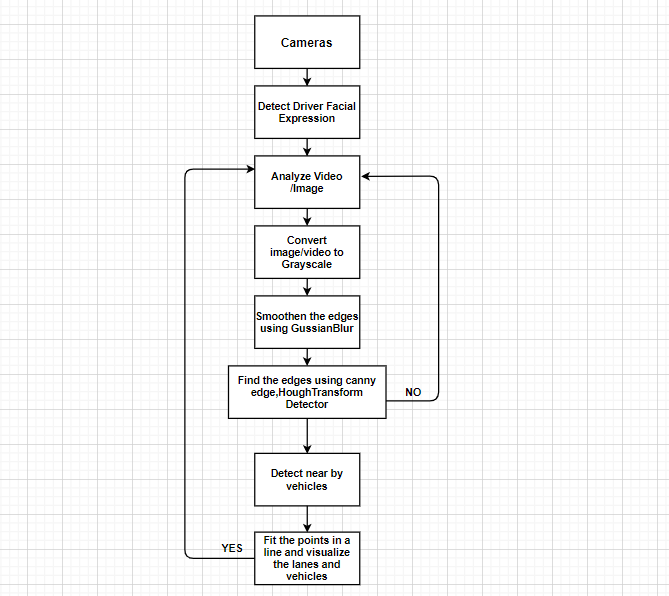 Cameras
Detect Driver Facial
Expression
Analyze Video
/Image
Convert
image/video to
Grayscale
Smoothen the edges
using GussianBlur
Find the edges using canny
edge,HoughTransform
Detector
NO
Detect near by
vehicles
YES
Fit the points in a
line and visualize
the lanes and
vehicles